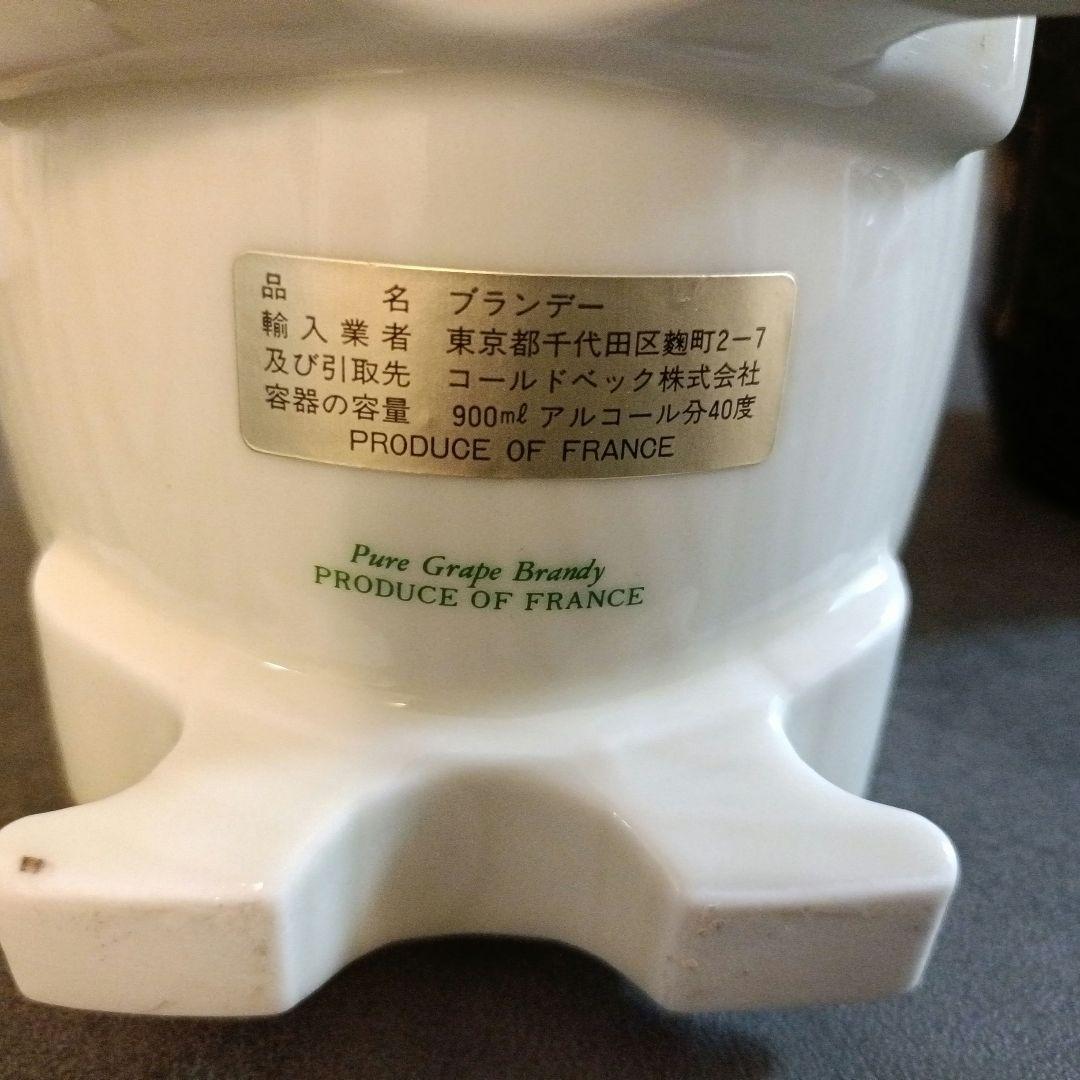 品名 ブランデー
輸入業者 東京都千代田区麴町2-7
及び引取先 コールドベック株式会社
容器の容量 900mℓ アルコール分40度
PRODUCE OF FRANCE
Pure Grape Brandy
PRODUCE OF FRANCE